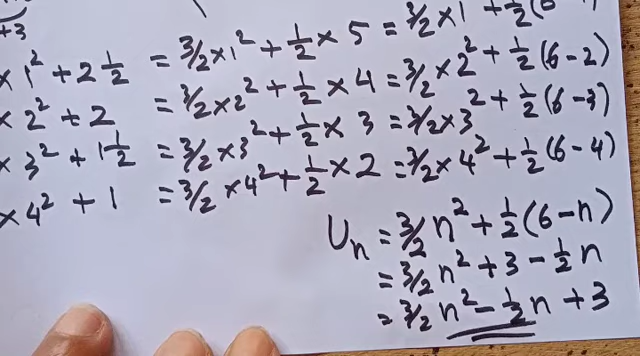 +3
x 1² + 2½ = 3/2 x 1² + ½ x 5 = 3/2 x 1 + ½(6
x 2² + 2 = 3/2 x 2² + ½ x 4 = 3/2 x 2² + ½(6-2)
x 3² + 1½ = 3/2 x 3² + ½ x 3 = 3/2 x 3² + ½(6-3)
x 4² + 1 = 3/2 x 4² + ½ x 2 = 3/2 x 4² + ½(6-4)
Un = 3/2 n² + ½(6-n)
= 3/2 n² + 3 - ½n
= 3/2 n² - ½n + 3